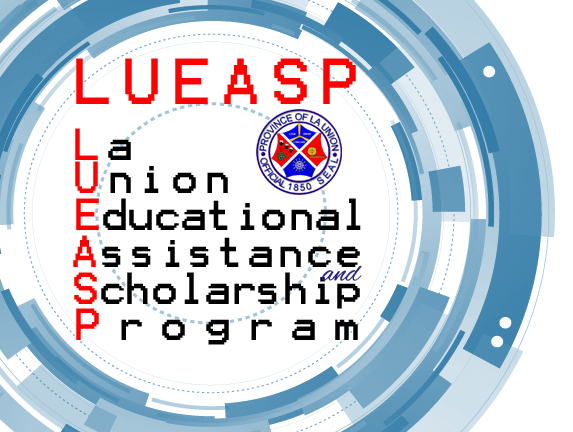 LUEASP
La
Union
PROVINCE OF LA UNION
OFFICIAL 1850 SEAL
Educational
Assistance
and
Scholarship
Program